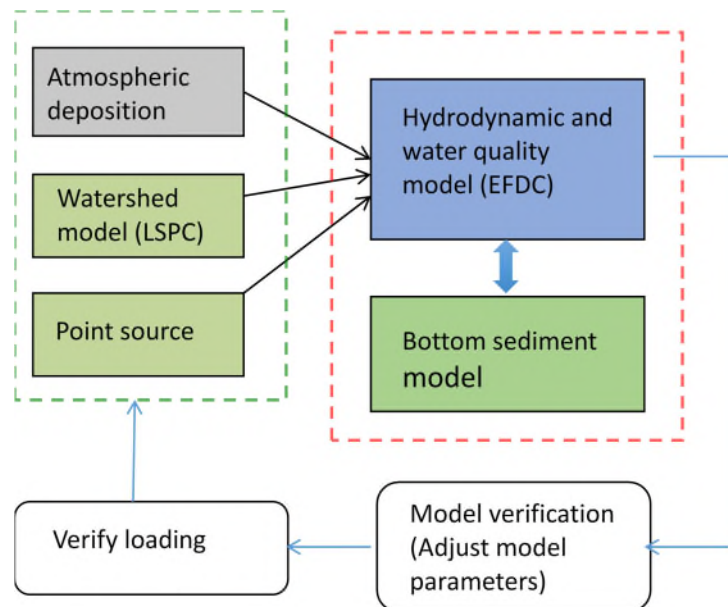 Atmospheric
deposition
Watershed
model (LSPC)
Point source
Hydrodynamic and
water quality
model (EFDC)
Bottom sediment
model
Verify loading
Model verification
(Adjust model
parameters)